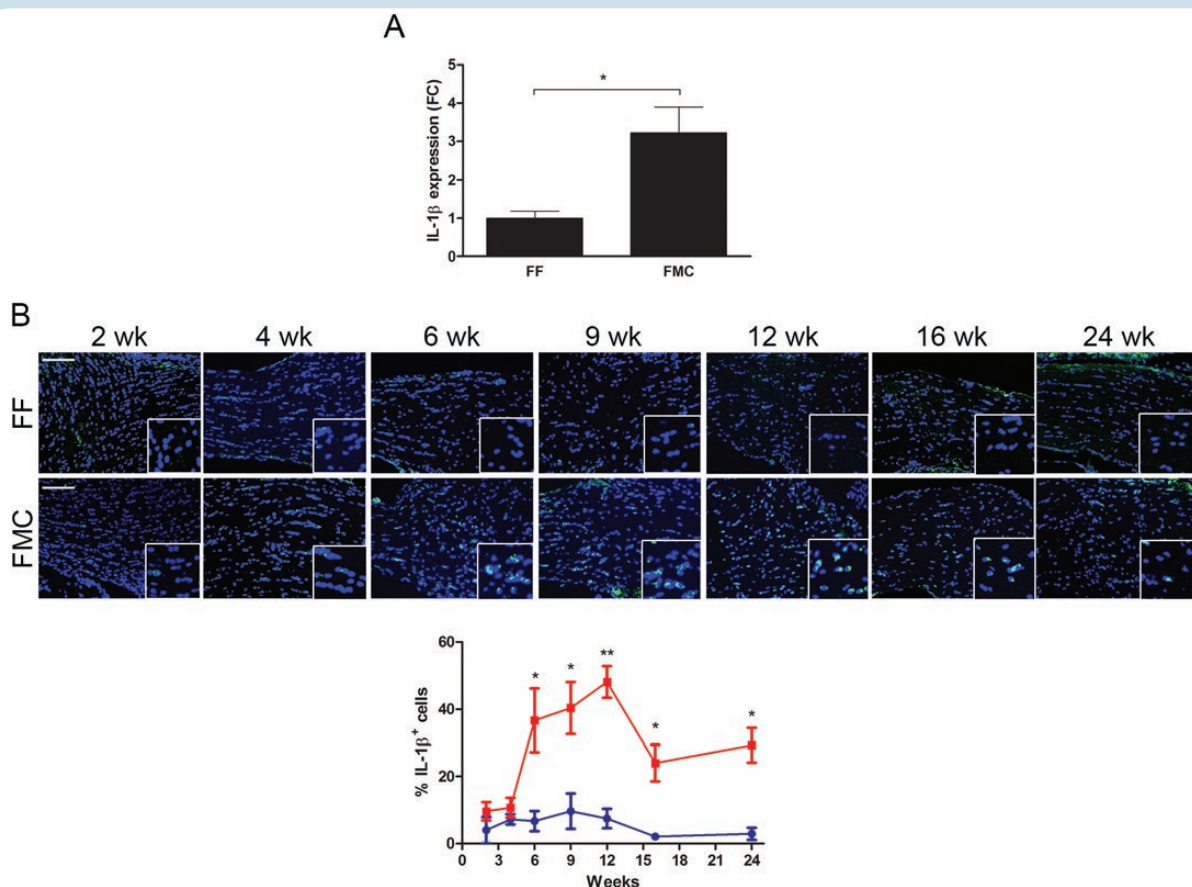 A
IL-1β expression (FC)
5
4
3
2
1
0
*
FF
FMC
B
2 wk
4 wk
6 wk
9 wk
12 wk
16 wk
24 wk
FF
FMC
% IL-1β⁺ cells
60
40
20
0
*
*
**
*
*
0 3 6 9 12 15 18 21 24
Weeks